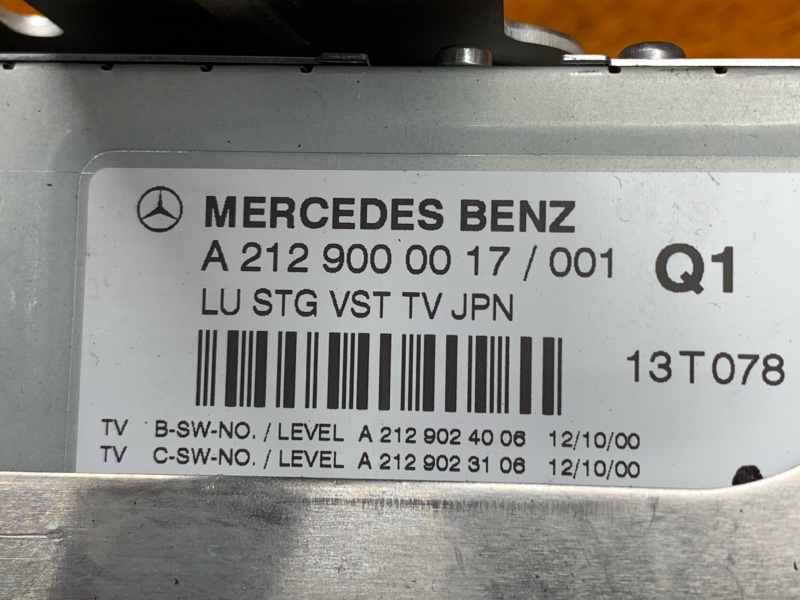 MERCEDES BENZ
A 212 900 00 17 / 001 Q1
LU STG VST TV JPN
13T078
TV B-SW-NO. / LEVEL A 212 902 40 06 12/10/00
TV C-SW-NO. / LEVEL A 212 902 31 06 12/10/00